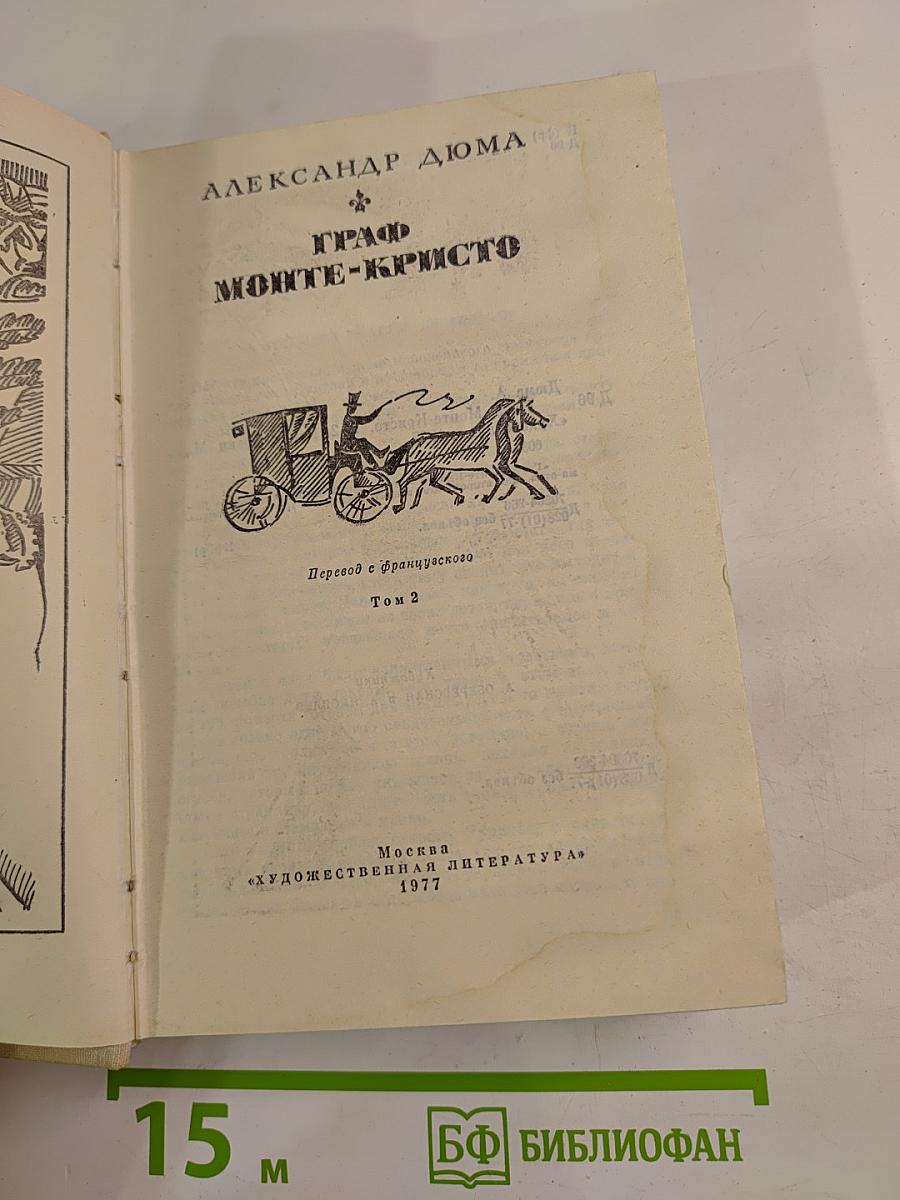 АЛЕКСАНДР ДЮМА
ГРАФ
МОНТЕ-КРИСТО
Перевод с французского
Том 2
Москва
«ХУДОЖЕСТВЕННАЯ ЛИТЕРАТУРА»
1977
15 м
БФ БИБЛИОФАН